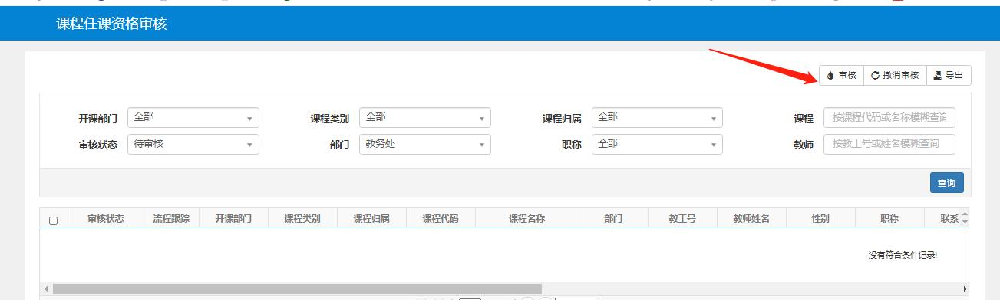 课程任课资格审核
审核 撤消审核 导出
开课部门 全部 课程类别 全部 课程归属 全部 课程 按课程代码或名称模糊查询
审核状态 待审核 部门 教务处 职称 全部 教师 按教工号或姓名模糊查询
查询
审核状态 流程跟踪 开课部门 课程类别 课程归属 课程代码 课程名称 部门 教工号 教师姓名 性别 职称 联系
没有符合条件记录!